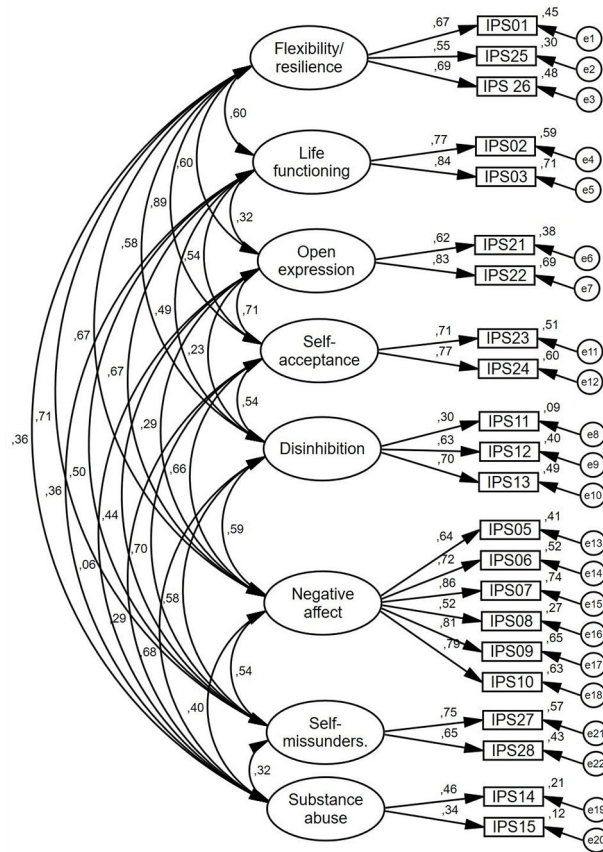 ,67
IPS01
,45
e1
Flexibility/
resilience
,55
IPS25
,30
e2
,69
IPS 26
,48
e3
,60
Life
functioning
,77
IPS02
,59
e4
,84
IPS03
,71
e5
,60
,89
,32
,58
,54
Open
expression
,62
IPS21
,38
e6
,83
IPS22
,69
e7
,71
,49
,23
Self-
acceptance
,71
IPS23
,51
e11
,77
IPS24
,60
e12
,67
,67
,54
,71
,29
,66
Disinhibition
,30
IPS11
,09
e8
,63
IPS12
,40
e9
,70
IPS13
,49
e10
,36
,36
,50
,44
,70
,59
Negative
affect
,64
IPS05
,41
e13
,72
IPS06
,52
e14
,86
IPS07
,74
e15
,52
IPS08
,27
e16
,81
IPS09
,65
e17
,79
IPS10
,63
e18
,06
,29
,58
,68
,54
,40
Self-
missunders.
,75
IPS27
,57
e21
,65
IPS28
,43
e22
,32
Substance
abuse
,46
IPS14
,21
e19
,34
IPS15
,12
e20